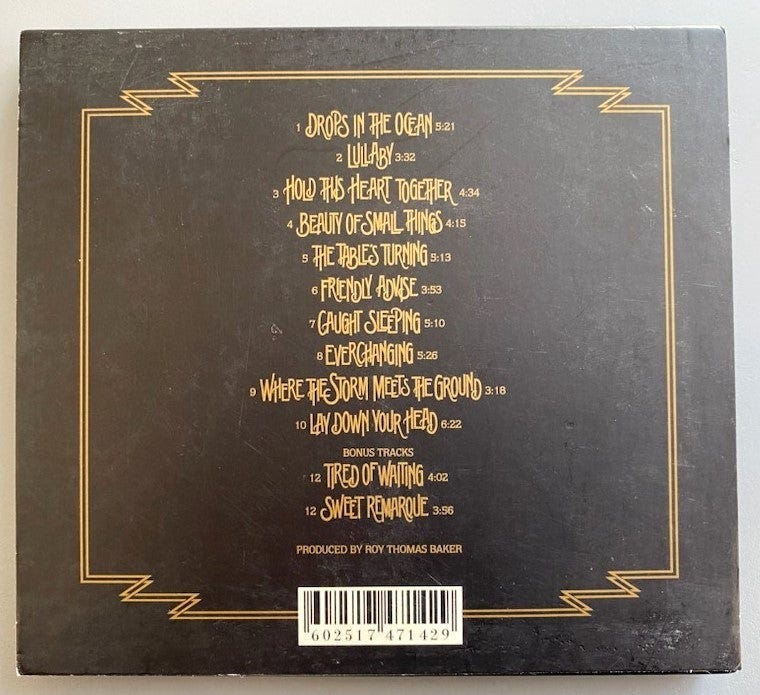 1 DROPS IN THE OCEAN 5:21
2 LULLABY 3:32
3 HOLD THIS HEART TOGETHER 4:34
4 BEAUTY OF SMALL THINGS 4:15
5 THE TABLE'S TURNING 5:13
6 FRIENDLY ADVISE 3:53
7 CAUGHT SLEEPING 5:10
8 EVERCHANGING 5:26
9 WHERE THE STORM MEETS THE GROUND 3:18
10 LAY DOWN YOUR HEAD 6:22
BONUS TRACKS
12 TIRED OF WAITING 4:02
12 SWEET REMARQUE 3:56
PRODUCED BY ROY THOMAS BAKER
602517 471429